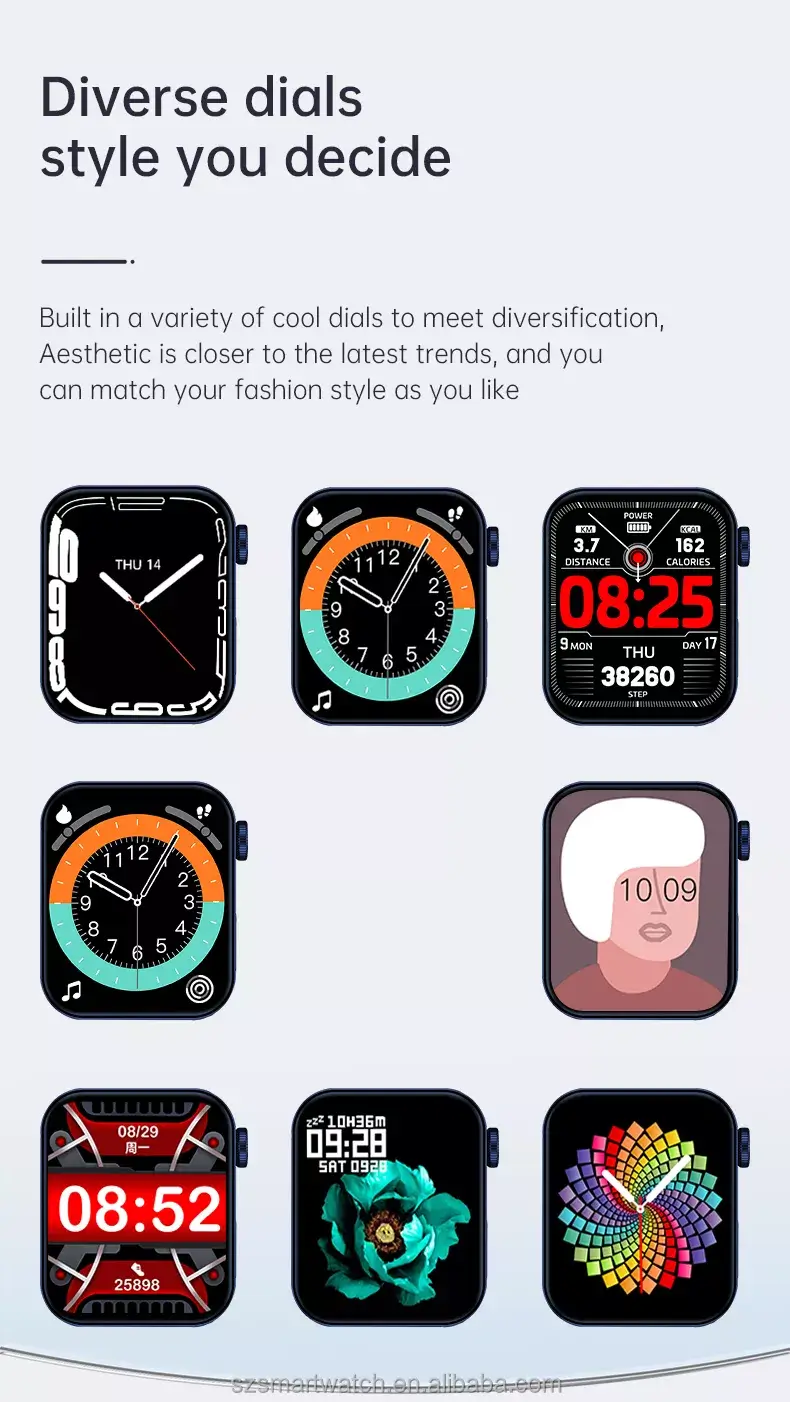 Diverse dials
style you decide
Built in a variety of cool dials to meet diversification,
Aesthetic is closer to the latest trends, and you
can match your fashion style as you like
THU 14
11 12 1
10 2
9 3
8 4
7 6 5
POWER
KM KCAL
3.7 162
DISTANCE CALORIES
08:25
9 MON THU DAY 17
38260
STEP
11 12 1
10 2
9 3
8 4
7 6 5
10 09
08/29
周一
08:52
25898
zzZ 10H36M
09:28
SAT 0928
szsmartwatch.en.alibaba.com